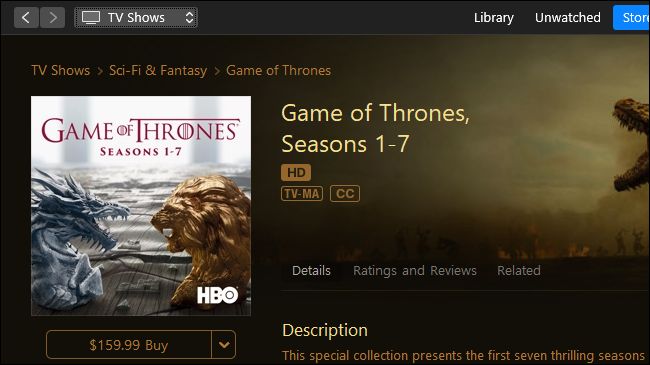 TV Shows
Library
Unwatched
Store
TV Shows > Sci-Fi & Fantasy > Game of Thrones
GAME OF THRONES
SEASONS 1-7
HBO
Game of Thrones,
Seasons 1-7
HD
TV-MA CC
Details
Ratings and Reviews
Related
$159.99 Buy
Description
This special collection presents the first seven thrilling seasons